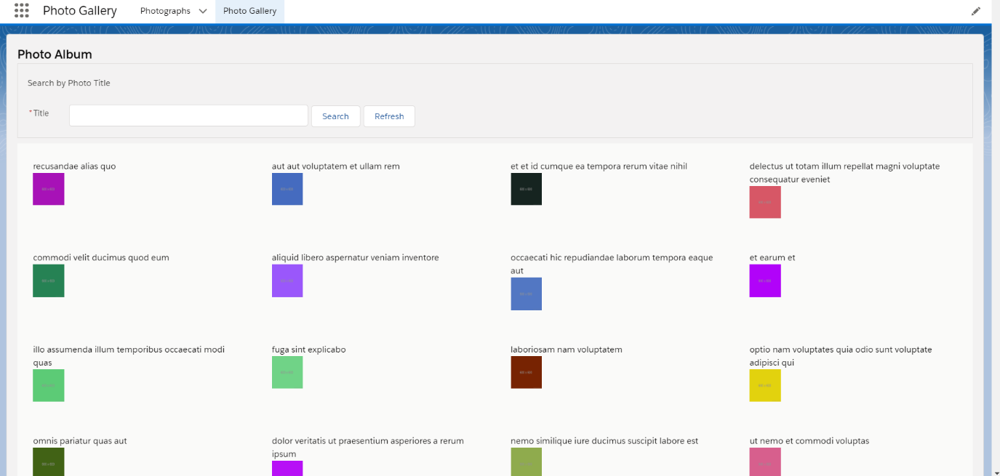 Photo Gallery Photographs Photo Gallery
Photo Album
Search by Photo Title
* Title Search Refresh
recusandae alias quo
aut aut voluptatem et ullam rem
et et id cumque ea tempora rerum vitae nihil
delectus ut totam illum repellat magni voluptate
consequatur eveniet
commodi velit ducimus quod eum
aliquid libero aspernatur veniam inventore
occaecati hic repudiandae laborum tempora eaque
aut
et earum et
illo assumenda illum temporibus occaecati modi
quas
fuga sint explicabo
laboriosam nam voluptatem
optio nam voluptates quia odio sunt voluptate
adipisci qui
omnis pariatur quas aut
dolor veritatis ut praesentium asperiores a rerum
ipsum
nemo similique iure ducimus suscipit labore est
ut nemo et commodi voluptas